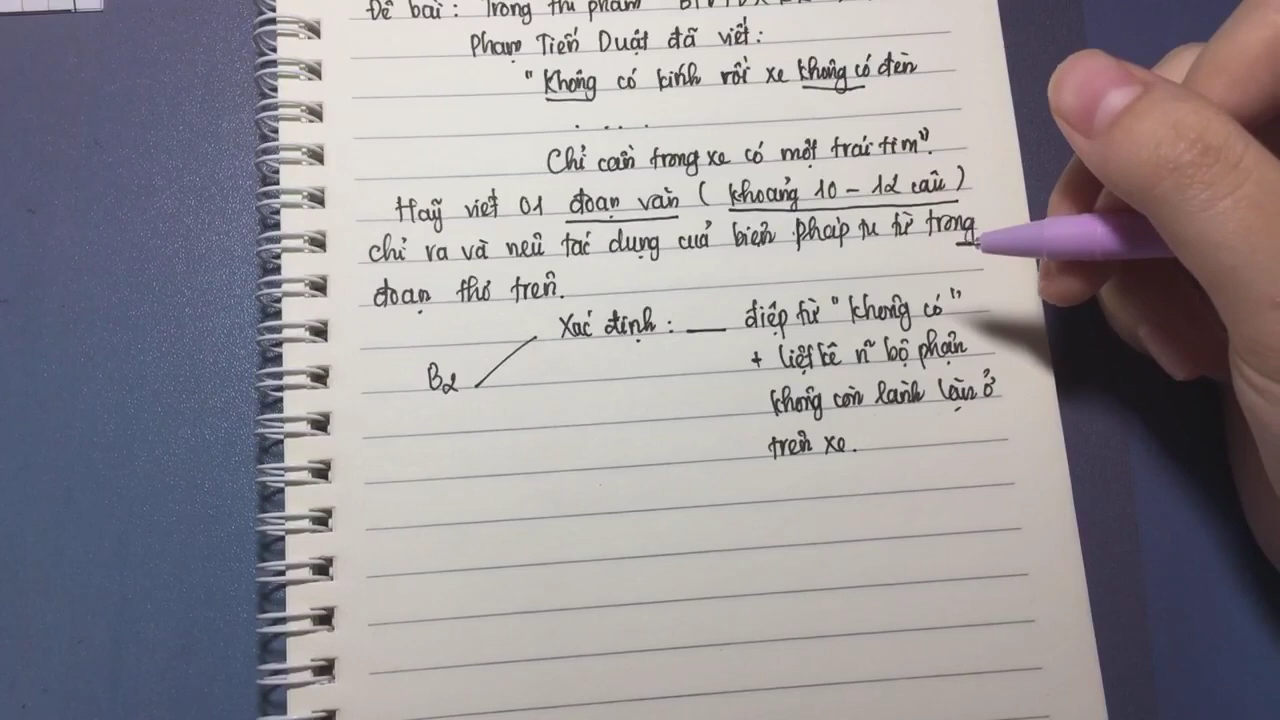 Đề bài : Trong thi phẩm
Phạm Tiến Duật đã viết :
"Không có kính rồi xe không có đèn
. . . .
Chỉ cần trong xe có một trái tim".
Hãy viết 01 đoạn văn ( khoảng 10 - 12 câu )
chỉ ra và nêu tác dụng của biện pháp tu từ trong
đoạn thơ trên.
Xác định : — điệp từ "không có"
+ liệt kê n~ bộ phận
B2
không còn lành lặn ở
trên xe.